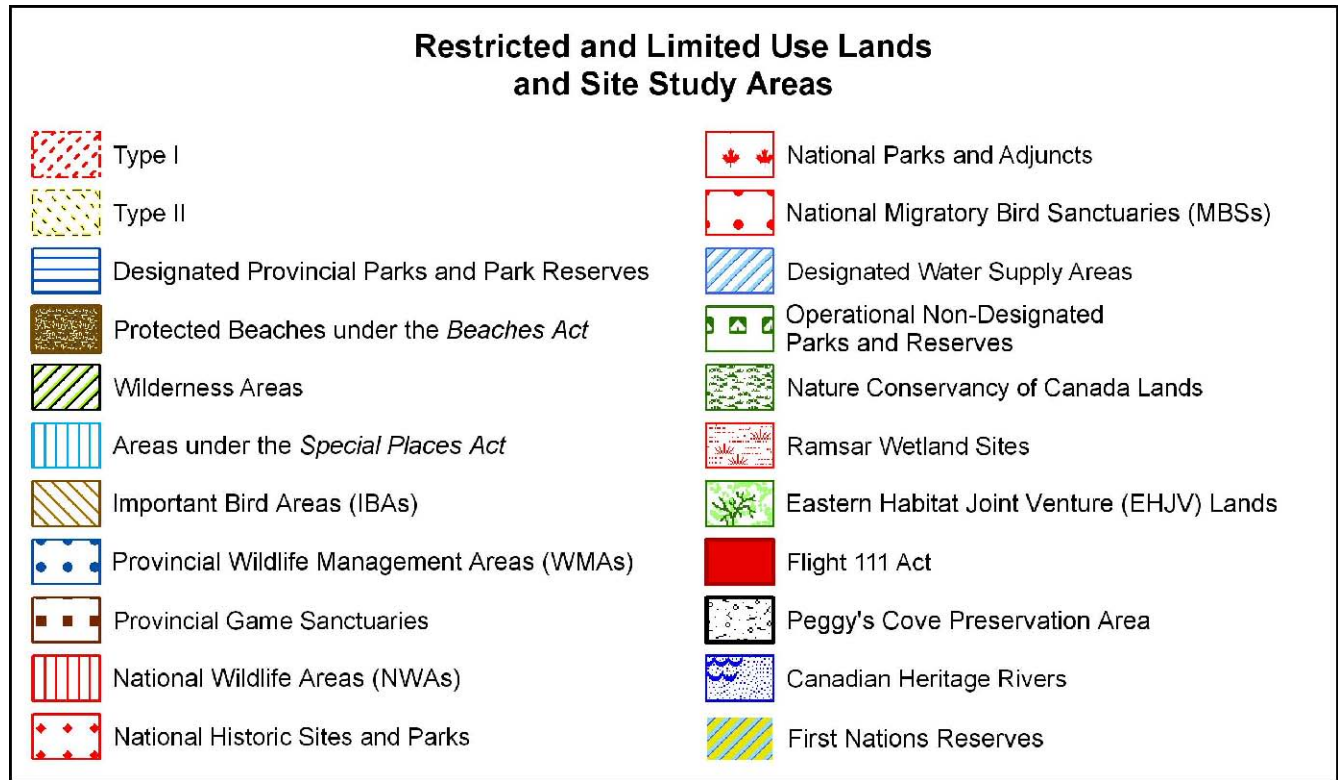 Restricted and Limited Use Lands
and Site Study Areas
Type I
Type II
Designated Provincial Parks and Park Reserves
Protected Beaches under the Beaches Act
Wilderness Areas
Areas under the Special Places Act
Important Bird Areas (IBAs)
Provincial Wildlife Management Areas (WMAs)
Provincial Game Sanctuaries
National Wildlife Areas (NWAs)
National Historic Sites and Parks
National Parks and Adjuncts
National Migratory Bird Sanctuaries (MBSs)
Designated Water Supply Areas
Operational Non-Designated
Parks and Reserves
Nature Conservancy of Canada Lands
Ramsar Wetland Sites
Eastern Habitat Joint Venture (EHJV) Lands
Flight 111 Act
Peggy's Cove Preservation Area
Canadian Heritage Rivers
First Nations Reserves